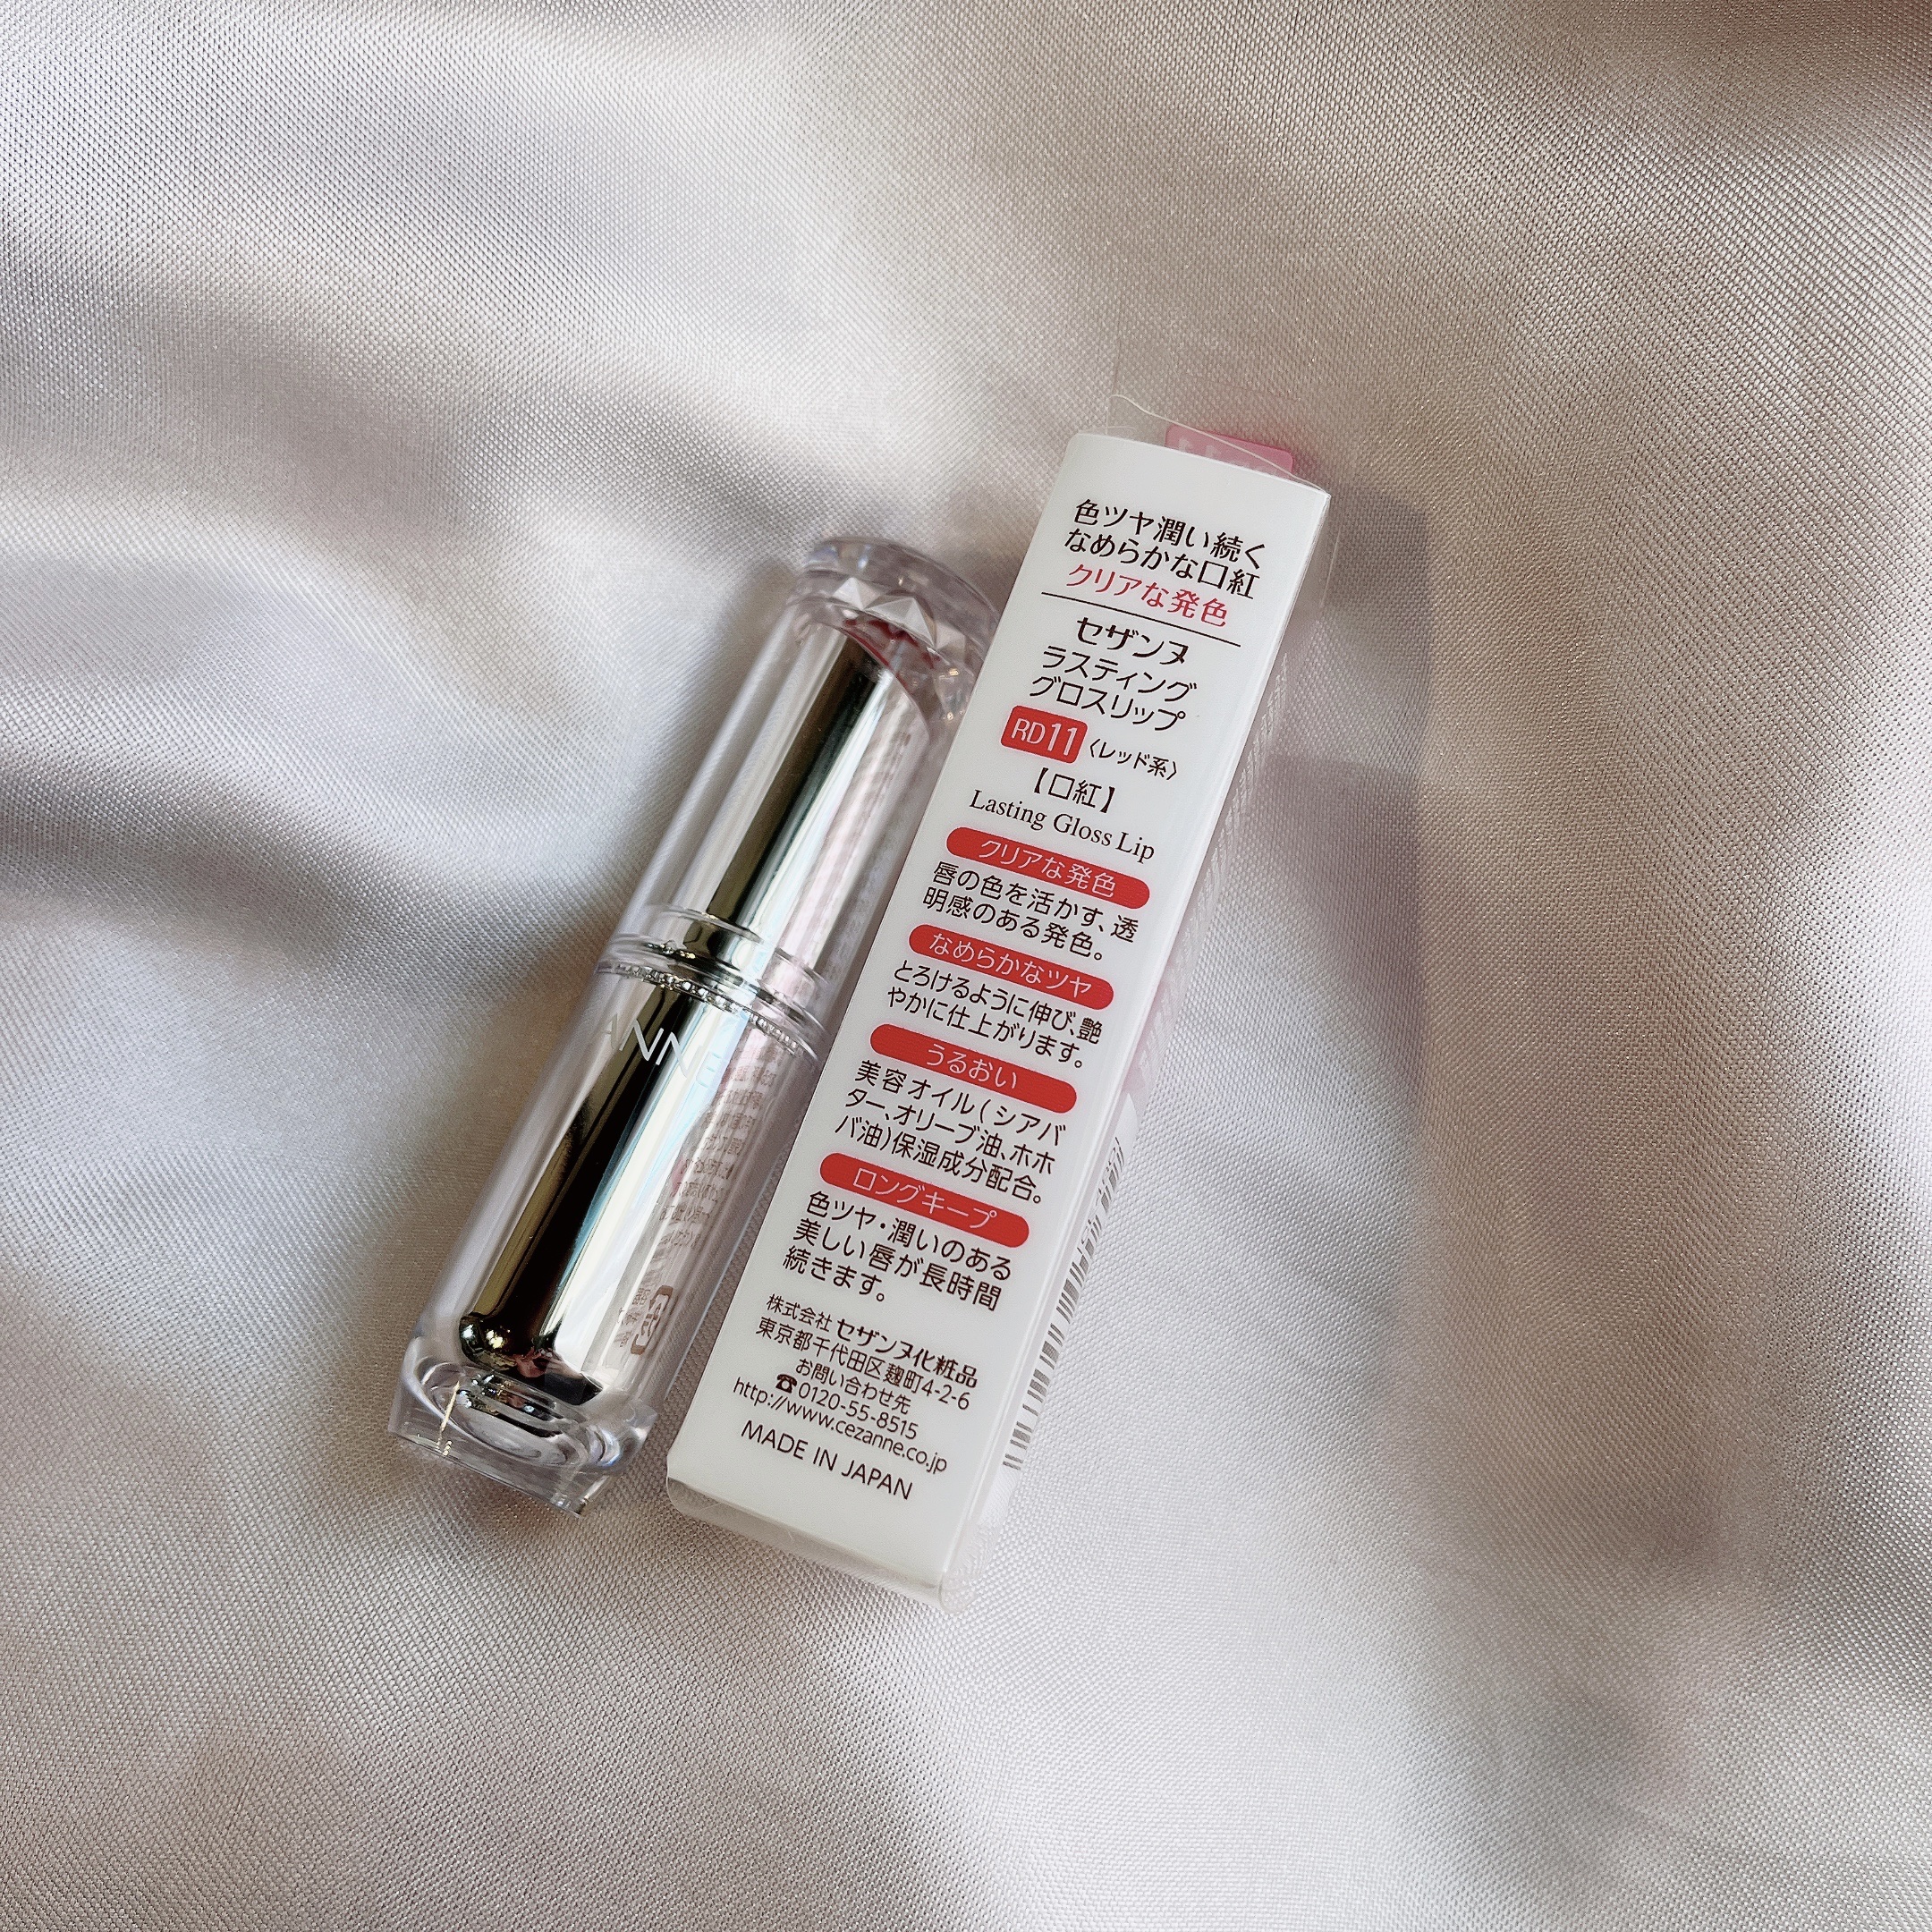 色ツヤ潤い続く
なめらかな口紅
クリアな発色
セザンヌ
ラスティング
グロスリップ
RD11 〈レッド系〉
【口紅】
Lasting Gloss Lip
クリアな発色
唇の色を活かす、透
明感のある発色。
なめらかなツヤ
とろけるように伸び、艶
やかに仕上がります。
うるおい
美容オイル(シアバ
ター、オリーブ油、ホホ
バ油)保湿成分配合。
ロングキープ
色ツヤ・潤いのある
美しい唇が長時間
続きます。
株式会社 セザンヌ化粧品
東京都千代田区麹町4-2-6
お問い合わせ先
☎0120-55-8515
http://www.cezanne.co.jp
MADE IN JAPAN
ANNE